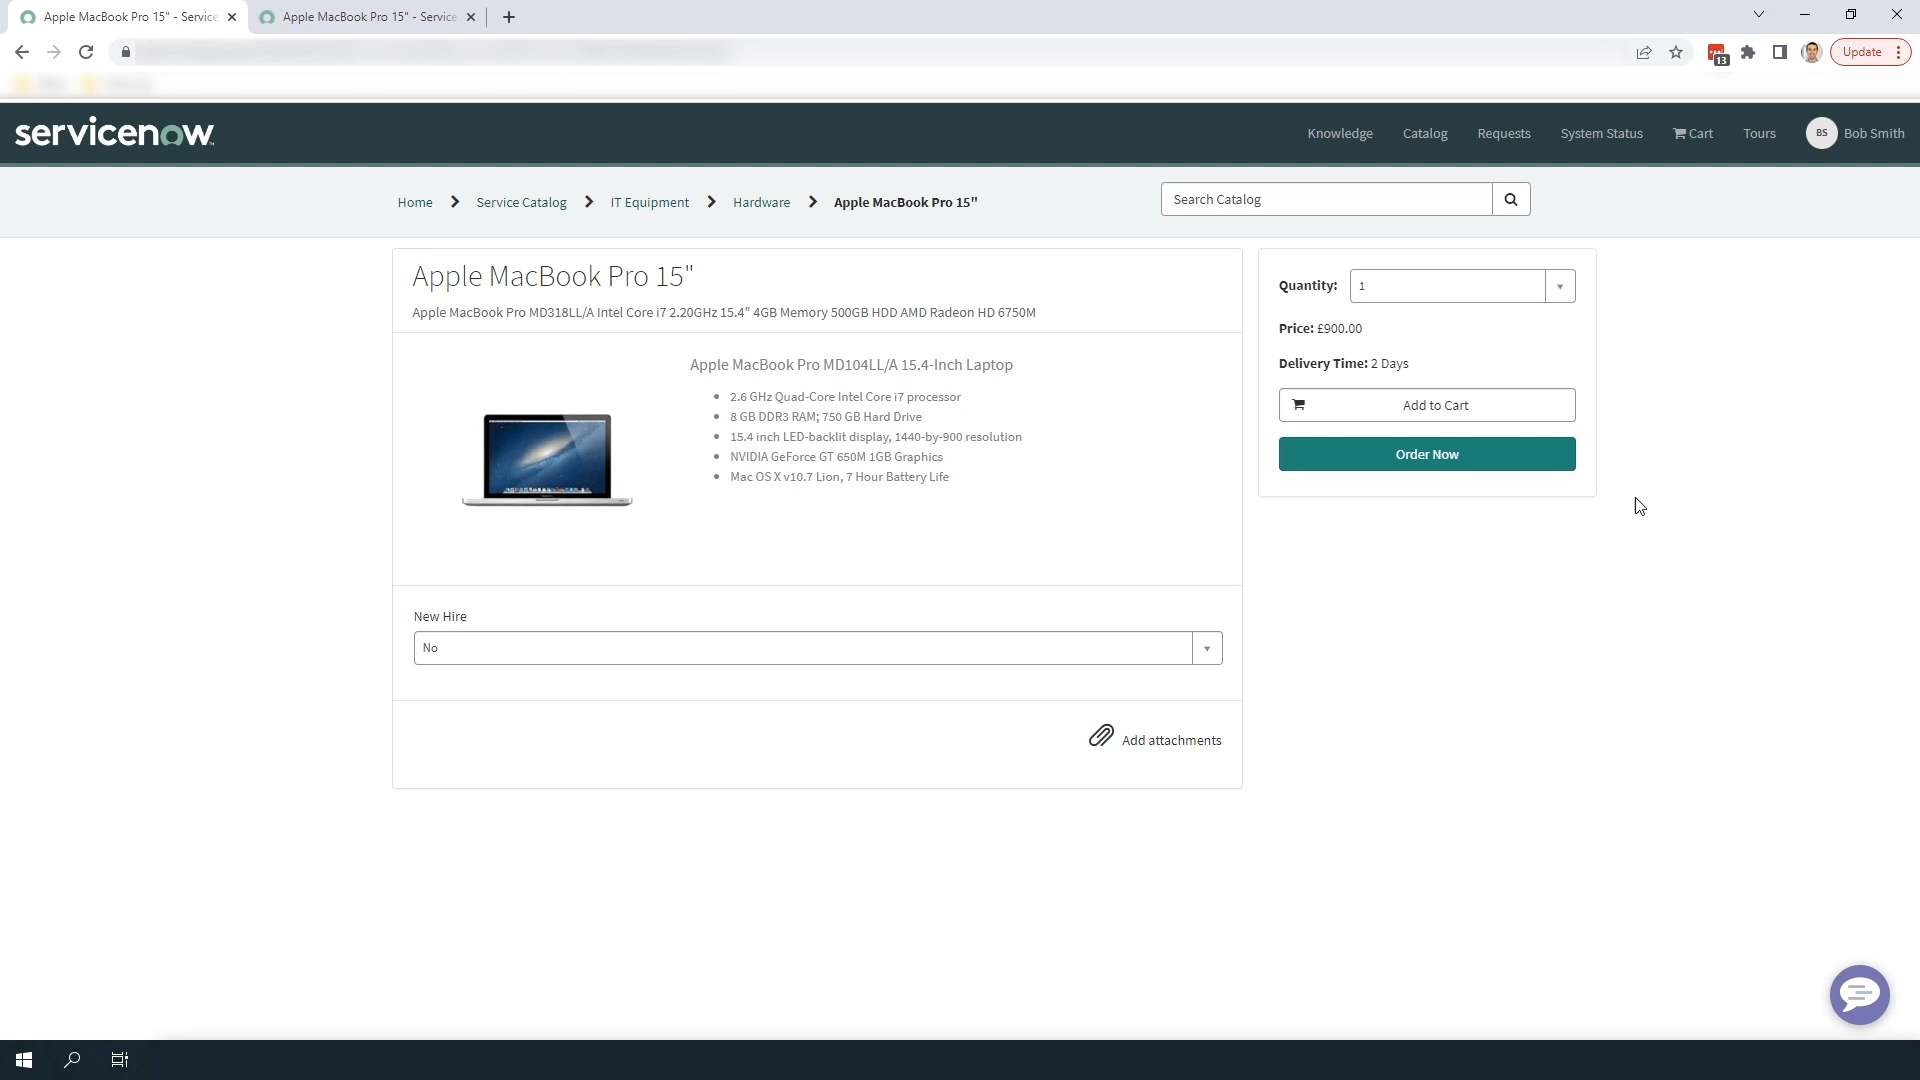 Apple MacBook Pro 15" - Service
Apple MacBook Pro 15" - Service
13
Update
servicenow
Knowledge
Catalog
Requests
System Status
Cart
Tours
BS
Bob Smith
Home
Service Catalog
IT Equipment
Hardware
Apple MacBook Pro 15"
Search Catalog
Apple MacBook Pro 15"
Apple MacBook Pro MD318LL/A Intel Core i7 2.20GHz 15.4" 4GB Memory 500GB HDD AMD Radeon HD 6750M
Apple MacBook Pro MD104LL/A 15.4-Inch Laptop
2.6 GHz Quad-Core Intel Core i7 processor
8 GB DDR3 RAM; 750 GB Hard Drive
15.4 inch LED-backlit display, 1440-by-900 resolution
NVIDIA GeForce GT 650M 1GB Graphics
Mac OS X v10.7 Lion, 7 Hour Battery Life
New Hire
No
Add attachments
Quantity:
1
Price: £900.00
Delivery Time: 2 Days
Add to Cart
Order Now